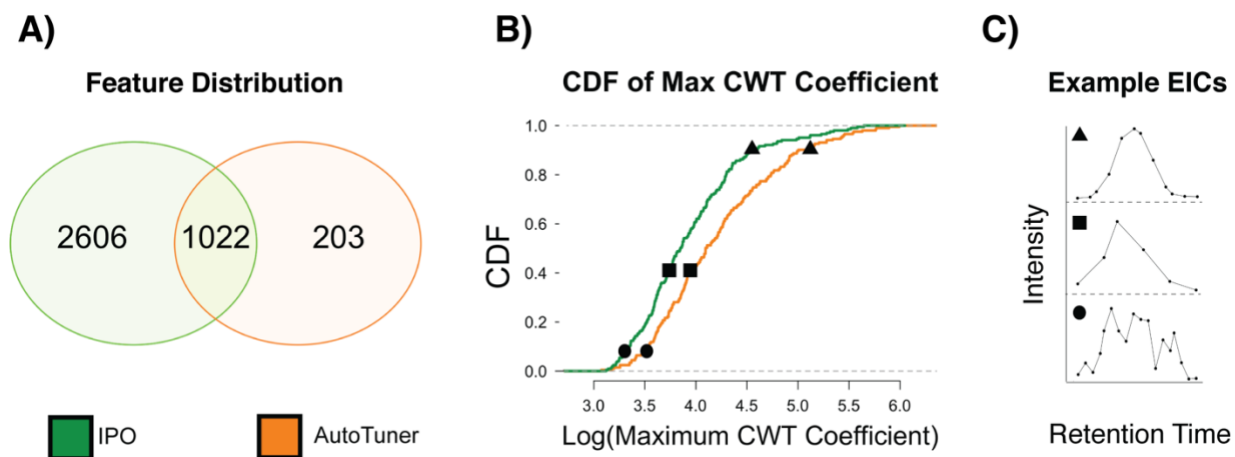 A)
Feature Distribution
2606
1022
203
IPO
AutoTuner
B)
CDF of Max CWT Coefficient
CDF
1.0
0.8
0.6
0.4
0.2
0.0
3.0
3.5
4.0
4.5
5.0
5.5
6.0
Log(Maximum CWT Coefficient)
C)
Example EICs
Intensity
Retention Time